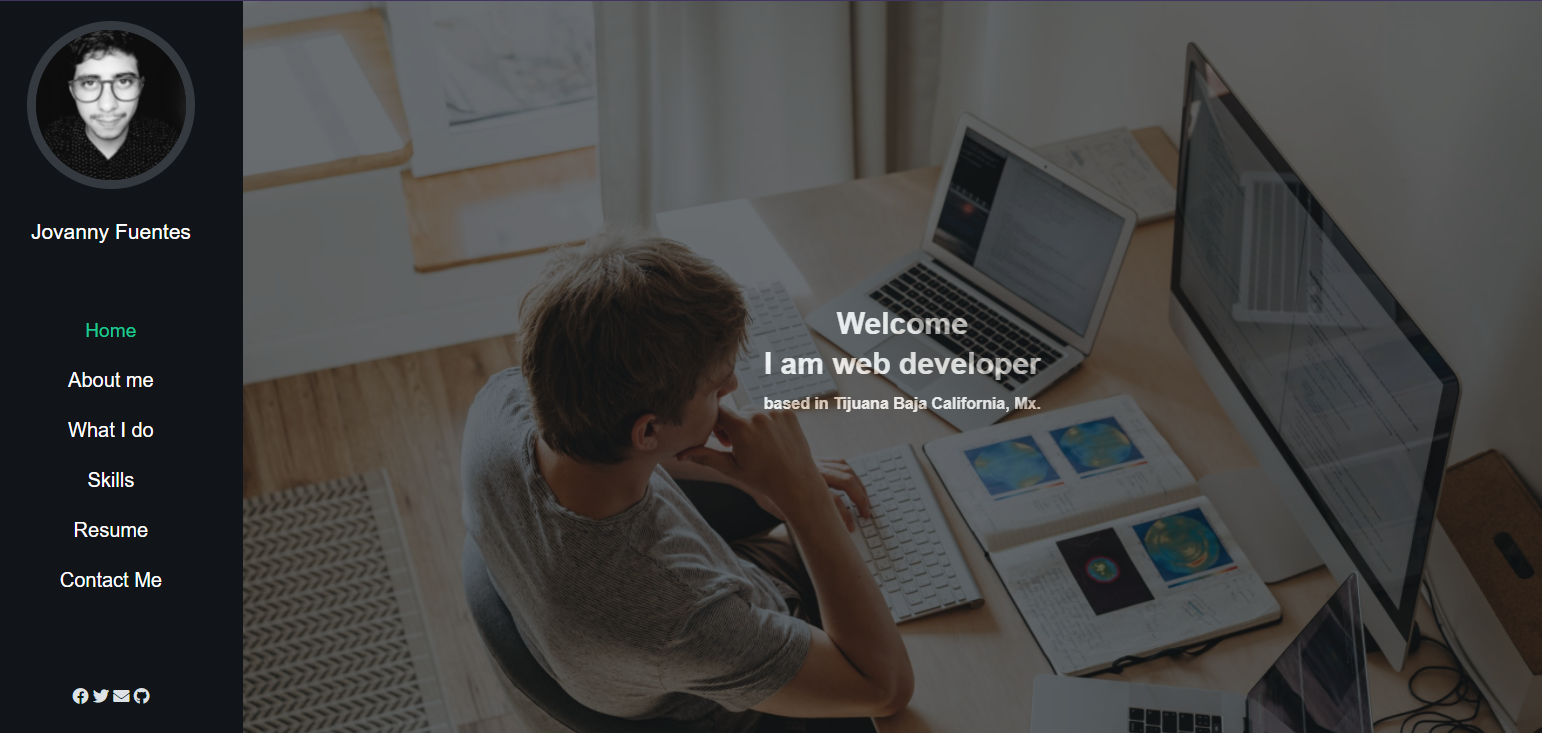 Jovanny Fuentes
Home
About me
What I do
Skills
Resume
Contact Me
Welcome
I am web developer
based in Tijuana Baja California, Mx.